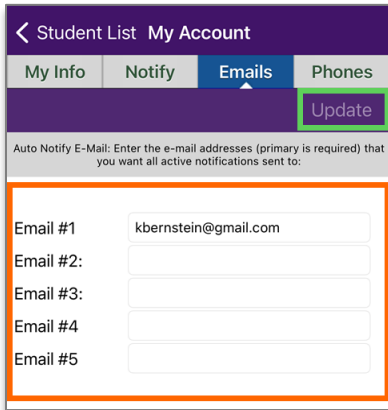 Student List My Account
My Info Notify Emails Phones
Update
Auto Notify E-Mail: Enter the e-mail addresses (primary is required) that
you want all active notifications sent to:
Email #1 kbernstein@gmail.com
Email #2:
Email #3:
Email #4
Email #5